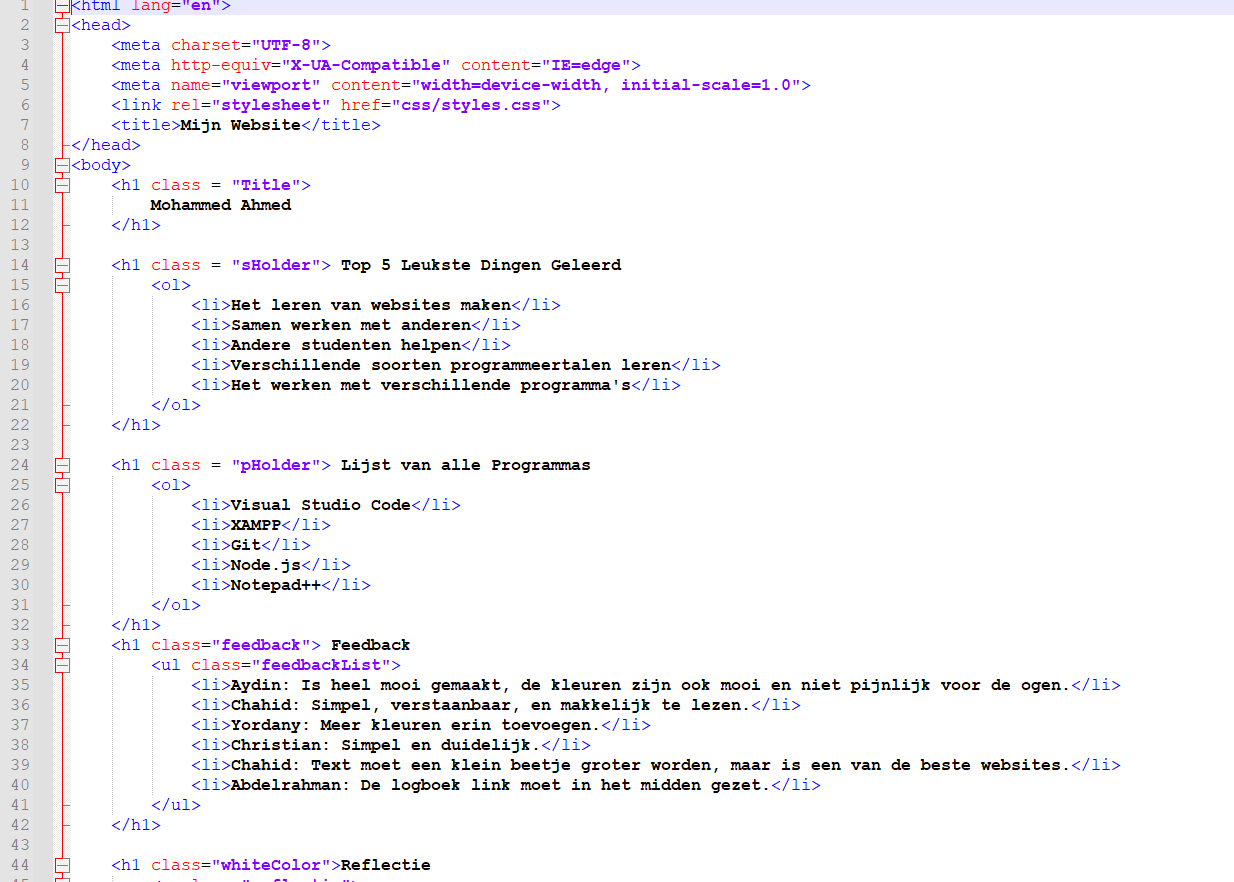 1 <html lang="en">
2 <head>
3 <meta charset="UTF-8">
4 <meta http-equiv="X-UA-Compatible" content="IE=edge">
5 <meta name="viewport" content="width=device-width, initial-scale=1.0">
6 <link rel="stylesheet" href="css/styles.css">
7 <title>Mijn Website</title>
8 </head>
9 <body>
10 <h1 class = "Title">
11 Mohammed Ahmed
12 </h1>
13
14 <h1 class = "sHolder"> Top 5 Leukste Dingen Geleerd
15 <ol>
16 <li>Het leren van websites maken</li>
17 <li>Samen werken met anderen</li>
18 <li>Andere studenten helpen</li>
19 <li>Verschillende soorten programmeertalen leren</li>
20 <li>Het werken met verschillende programma's</li>
21 </ol>
22 </h1>
23
24 <h1 class = "pHolder"> Lijst van alle Programmas
25 <ol>
26 <li>Visual Studio Code</li>
27 <li>XAMPP</li>
28 <li>Git</li>
29 <li>Node.js</li>
30 <li>Notepad++</li>
31 </ol>
32 </h1>
33 <h1 class="feedback"> Feedback
34 <ul class="feedbackList">
35 <li>Aydin: Is heel mooi gemaakt, de kleuren zijn ook mooi en niet pijnlijk voor de ogen.</li>
36 <li>Chahid: Simpel, verstaanbaar, en makkelijk te lezen.</li>
37 <li>Yordany: Meer kleuren erin toevoegen.</li>
38 <li>Christian: Simpel en duidelijk.</li>
39 <li>Chahid: Text moet een klein beetje groter worden, maar is een van de beste websites.</li>
40 <li>Abdelrahman: De logboek link moet in het midden gezet.</li>
41 </ul>
42 </h1>
43
44 <h1 class="whiteColor">Reflectie